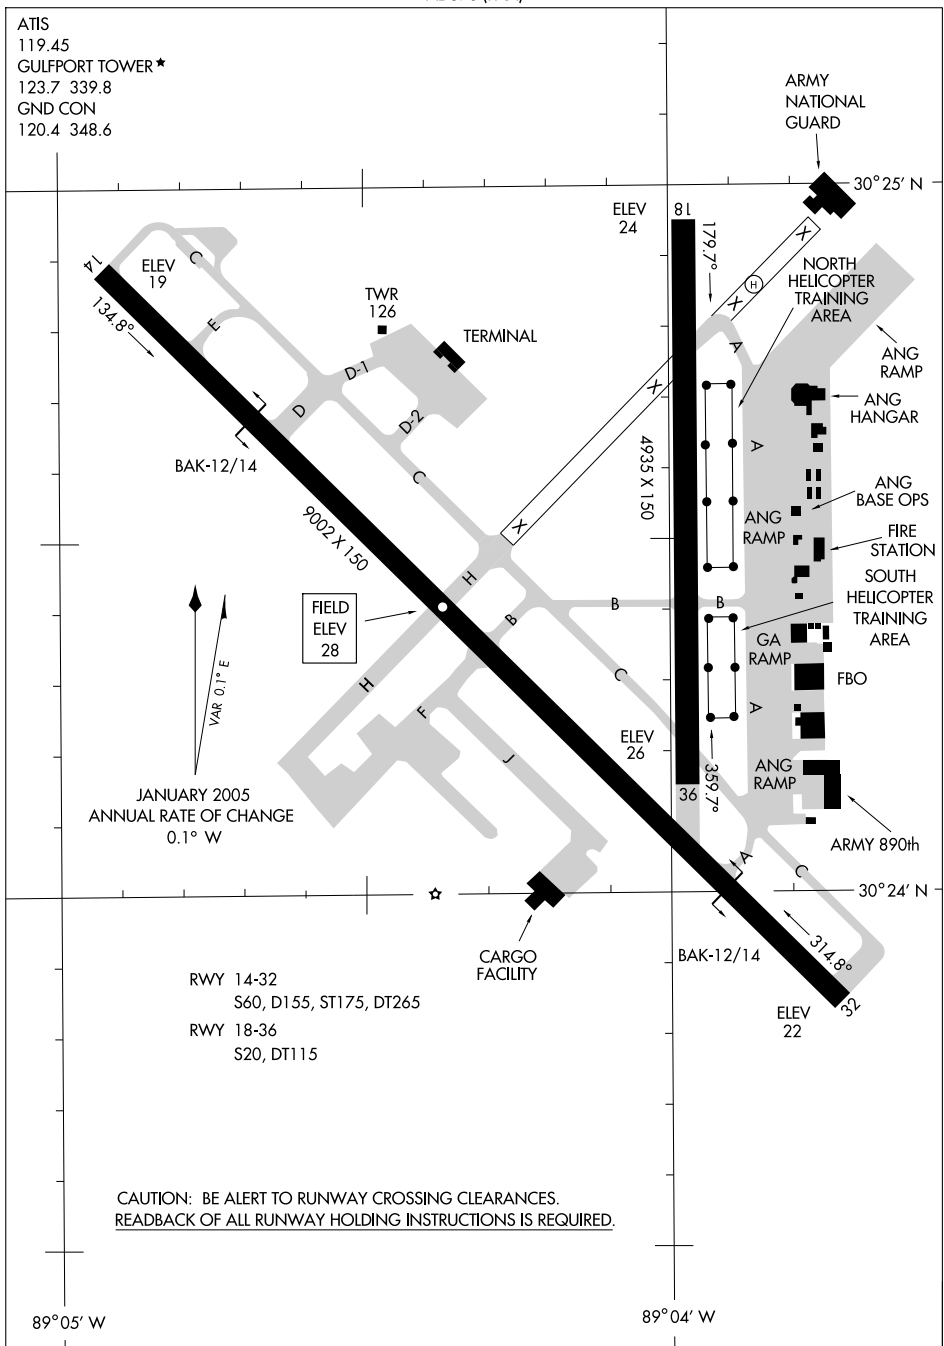 ATIS
119.45
GULFPORT TOWER ★
123.7 339.8
GND CON
120.4 348.6
ARMY
NATIONAL
GUARD
30° 25' N
ELEV
24
18
179.7°
X
H
X
NORTH
HELICOPTER
TRAINING
AREA
14
ELEV
19
C
134.8°
E
TWR
126
TERMINAL
D-1
A
ANG
RAMP
X
D
D-2
ANG
HANGAR
BAK-12/14
C
4935 X 150
A
ANG
BASE OPS
9002 X 150
X
ANG
RAMP
FIRE
STATION
H
SOUTH
HELICOPTER
TRAINING
AREA
FIELD
ELEV
28
B
B
B
GA
RAMP
VAR 0.1° E
H
C
FBO
F
A
J
ELEV
26
359.7°
36
ANG
RAMP
JANUARY 2005
ANNUAL RATE OF CHANGE
0.1° W
ARMY 890th
A
C
30° 24' N
CARGO
FACILITY
BAK-12/14
314.8°
32
ELEV
22
RWY 14-32
S60, D155, ST175, DT265
RWY 18-36
S20, DT115
CAUTION: BE ALERT TO RUNWAY CROSSING CLEARANCES.
READBACK OF ALL RUNWAY HOLDING INSTRUCTIONS IS REQUIRED.
89° 05' W
89° 04' W